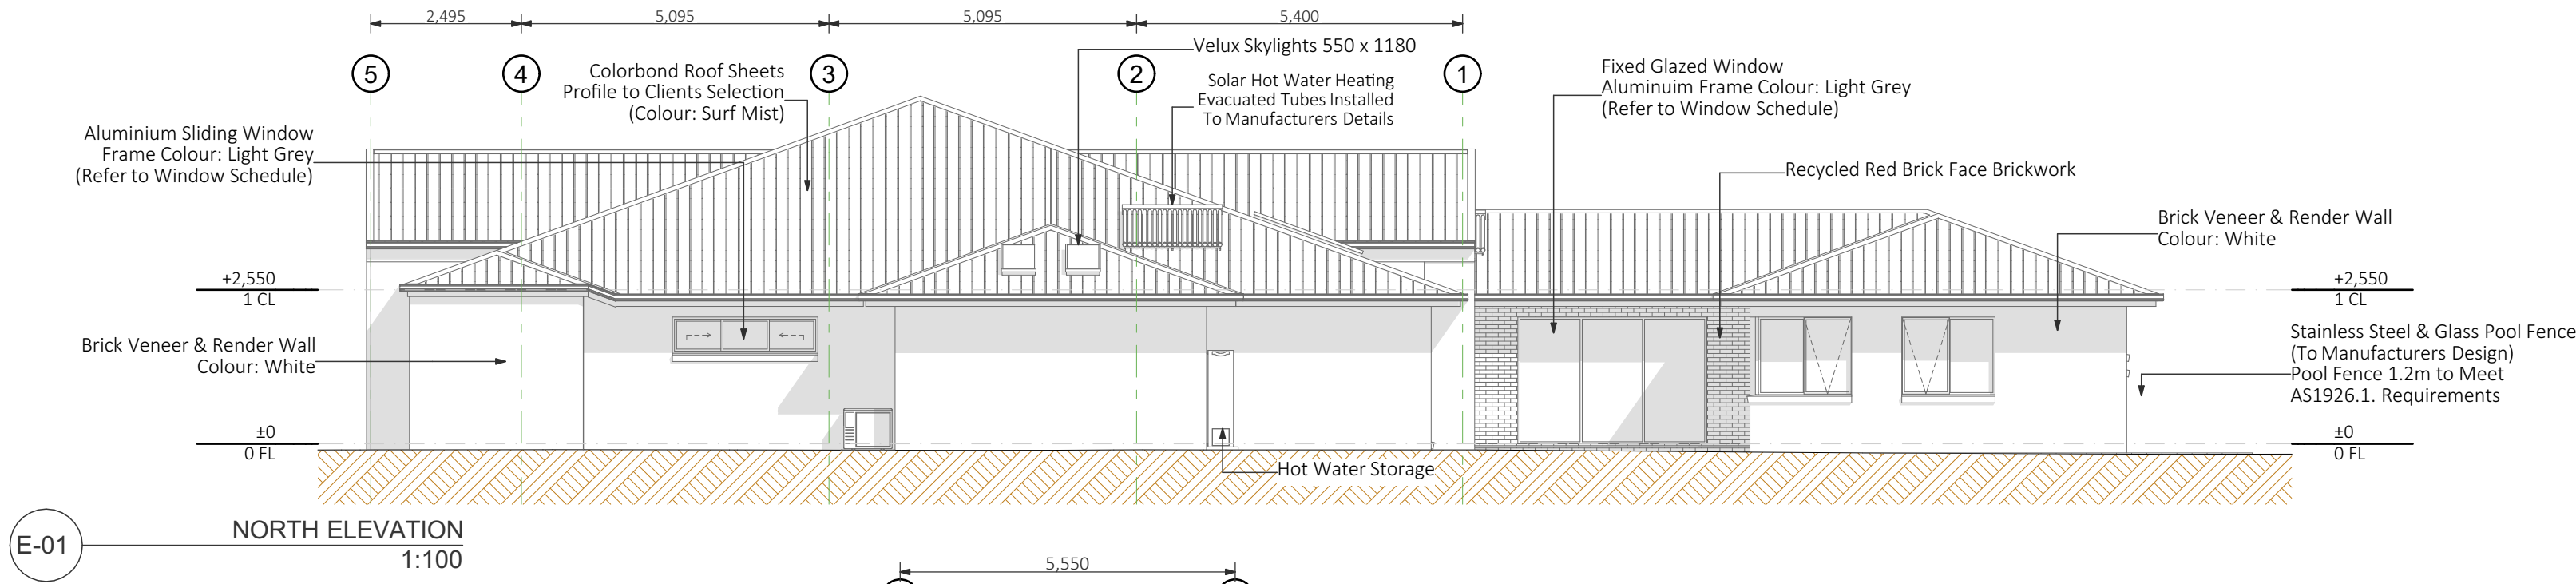 2,495
5,095
5,095
5,400
5
4
3
2
1
Velux Skylights 550 x 1180
Colorbond Roof Sheets
Profile to Clients Selection
(Colour: Surf Mist)
Solar Hot Water Heating
Evacuated Tubes Installed
To Manufacturers Details
Fixed Glazed Window
Aluminuim Frame Colour: Light Grey
(Refer to Window Schedule)
Aluminium Sliding Window
Frame Colour: Light Grey
(Refer to Window Schedule)
Recycled Red Brick Face Brickwork
Brick Veneer & Render Wall
Colour: White
+2,550
1 CL
+2,550
1 CL
Brick Veneer & Render Wall
Colour: White
Stainless Steel & Glass Pool Fence
(To Manufacturers Design)
Pool Fence 1.2m to Meet
AS1926.1. Requirements
±0
0 FL
±0
0 FL
Hot Water Storage
E-01
NORTH ELEVATION
1:100
5,550